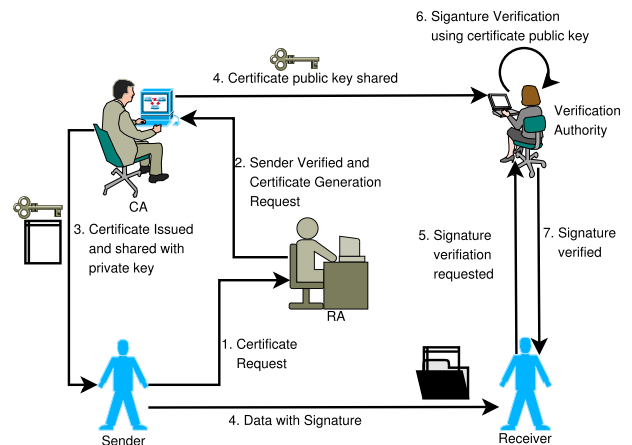 6. Siganture Verification
using certificate public key
4. Certificate public key shared
Verification
Authority
2. Sender Verified and
Certificate Generation
Request
CA
3. Certificate Issued
and shared with
private key
5. Signature
verifiation
requested
7. Signature
verified
RA
1. Certificate
Request
4. Data with Signature
Sender
Receiver